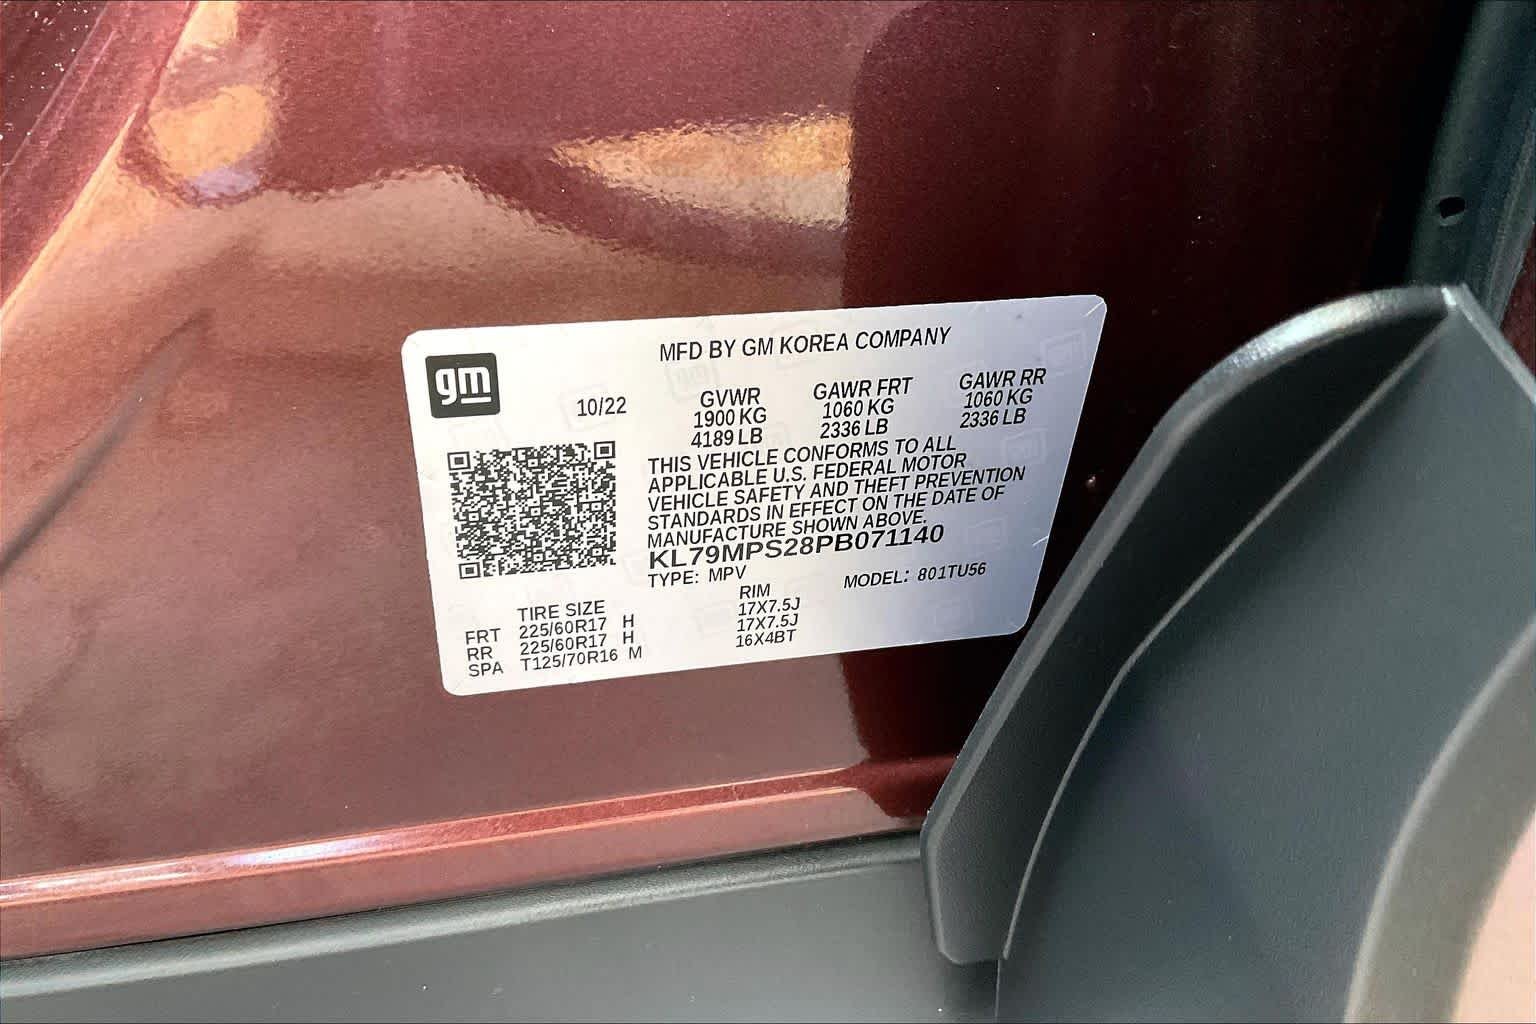 MFD BY GM KOREA COMPANY
gm
10/22
GVWR GAWR FRT GAWR RR
1900 KG 1060 KG 1060 KG
4189 LB 2336 LB 2336 LB
THIS VEHICLE CONFORMS TO ALL
APPLICABLE U.S. FEDERAL MOTOR
VEHICLE SAFETY AND THEFT PREVENTION
STANDARDS IN EFFECT ON THE DATE OF
MANUFACTURE SHOWN ABOVE.
KL79MPS28PB071140
TYPE: MPV MODEL: 801TU56
TIRE SIZE RIM
FRT 225/60R17 H 17X7.5J
RR 225/60R17 H 17X7.5J
SPA T125/70R16 M 16X4BT